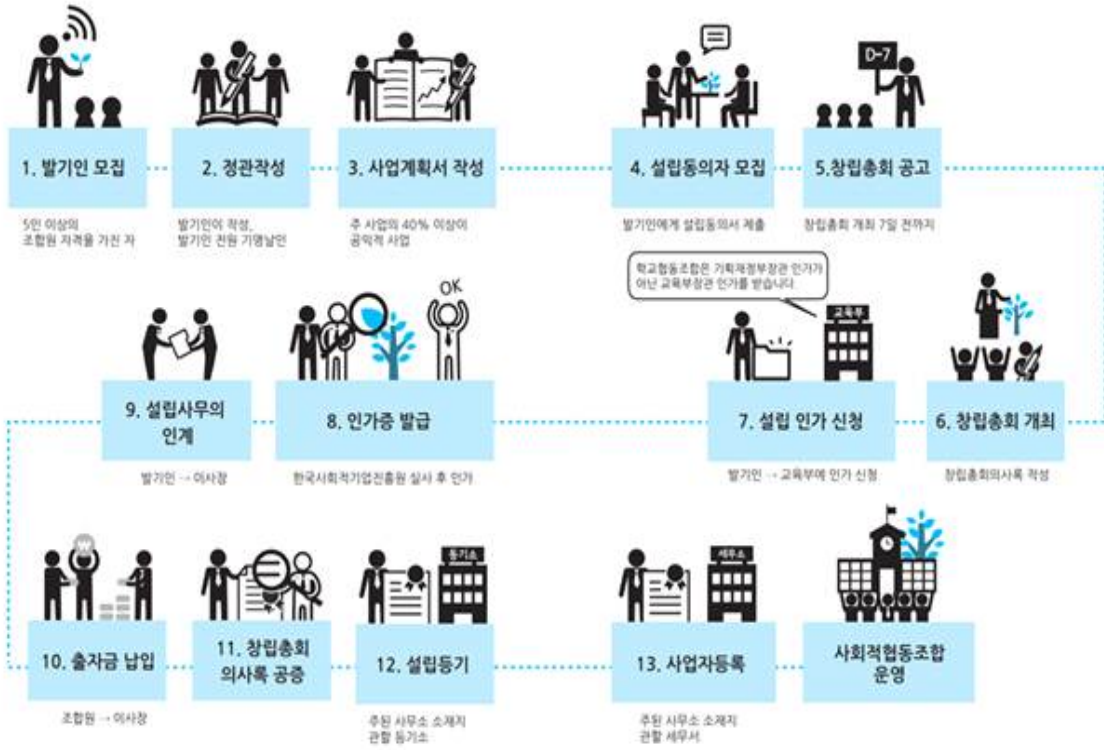 D-7
1. 발기인 모집
2. 정관작성
3. 사업계획서 작성
4. 설립동의자 모집
5.창립총회 공고
5인 이상의
조합원 자격을 가진 자
발기인이 작성,
발기인 전원 기명날인
주 사업의 40% 이상이
공익적 사업
발기인에게 설립동의서 제출
창립총회 개최 7일 전까지
학교협동조합은 기획재정부장관 인가가
아닌 교육부장관 인가를 받습니다
교육부
6. 창립총회 개최
창립총회의사록 작성
7. 설립 인가 신청
발기인 → 교육부에 인가 신청
OK
8. 인가증 발급
한국사회적기업진흥원 실사 후 인가
9. 설립사무의
인계
발기인 → 이사장
₩
10. 출자금 납입
조합원 → 이사장
11. 창립총회
의사록 공증
등기소
12. 설립등기
주된 사무소 소재지
관할 등기소
세무소
13. 사업자등록
주된 사무소 소재지
관할 세무서
사회적협동조합
운영